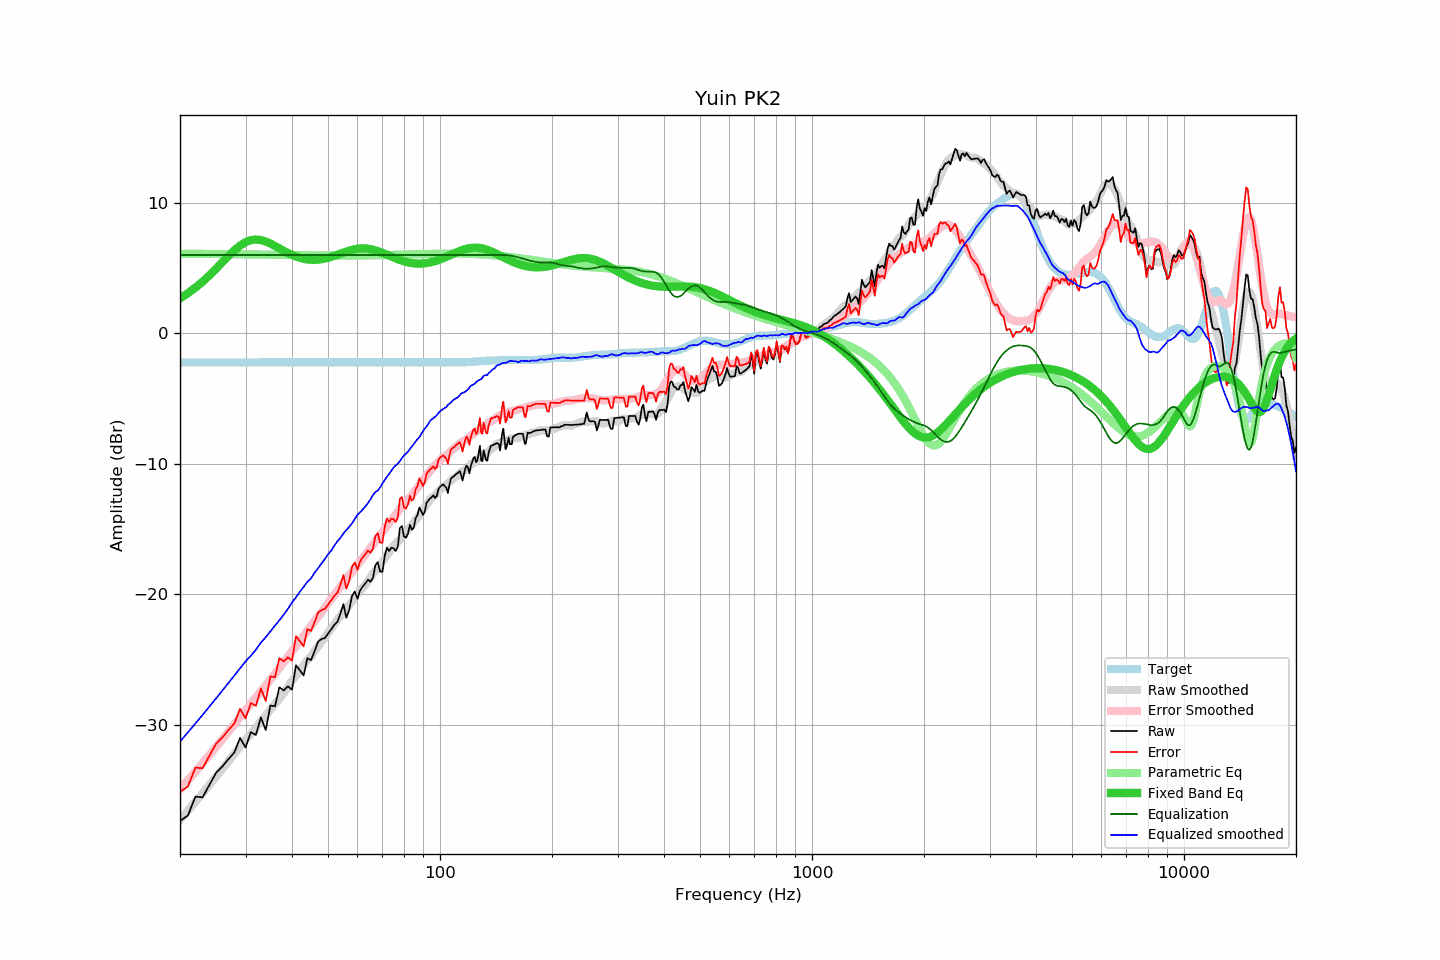 Yuin PK2
10
0
−10
−20
−30
Amplitude (dBr)
100
1000
10000
Frequency (Hz)
Target
Raw Smoothed
Error Smoothed
Raw
Error
Parametric Eq
Fixed Band Eq
Equalization
Equalized smoothed